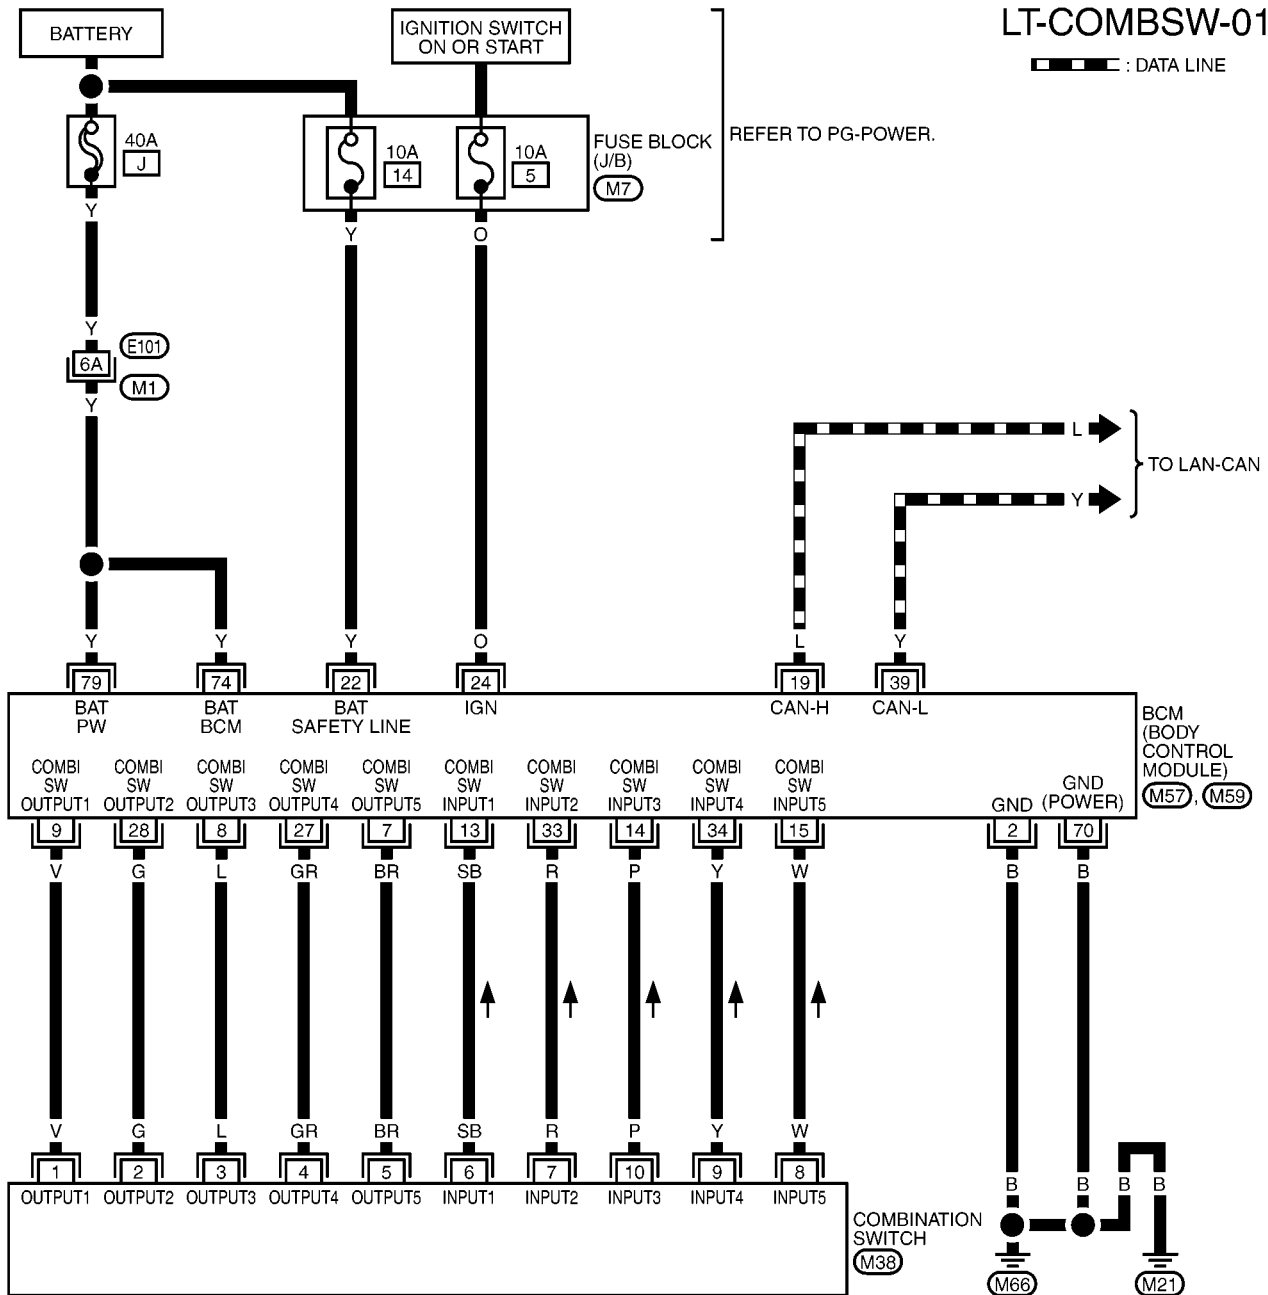 LT-COMBSW-01
: DATA LINE
BATTERY
IGNITION SWITCH
ON OR START
REFER TO PG-POWER.
40A
J
10A
14
10A
5
FUSE BLOCK
(J/B)
M7
Y
Y
O
Y
E101
6A
M1
Y
L
TO LAN-CAN
Y
Y
Y
Y
O
L
Y
79
74
22
24
19
39
BAT
PW
BAT
BCM
BAT
SAFETY LINE
IGN
CAN-H
CAN-L
BCM
(BODY
CONTROL
MODULE)
M57 , M59
COMBI
SW
OUTPUT1
COMBI
SW
OUTPUT2
COMBI
SW
OUTPUT3
COMBI
SW
OUTPUT4
COMBI
SW
OUTPUT5
COMBI
SW
INPUT1
COMBI
SW
INPUT2
COMBI
SW
INPUT3
COMBI
SW
INPUT4
COMBI
SW
INPUT5
GND
GND
(POWER)
9
28
8
27
7
13
33
14
34
15
2
70
V
G
L
GR
BR
SB
R
P
Y
W
B
B
V
G
L
GR
BR
SB
R
P
Y
W
1
2
3
4
5
6
7
10
9
8
B
B
B
B
OUTPUT1
OUTPUT2
OUTPUT3
OUTPUT4
OUTPUT5
INPUT1
INPUT2
INPUT3
INPUT4
INPUT5
COMBINATION
SWITCH
M38
M66
M21